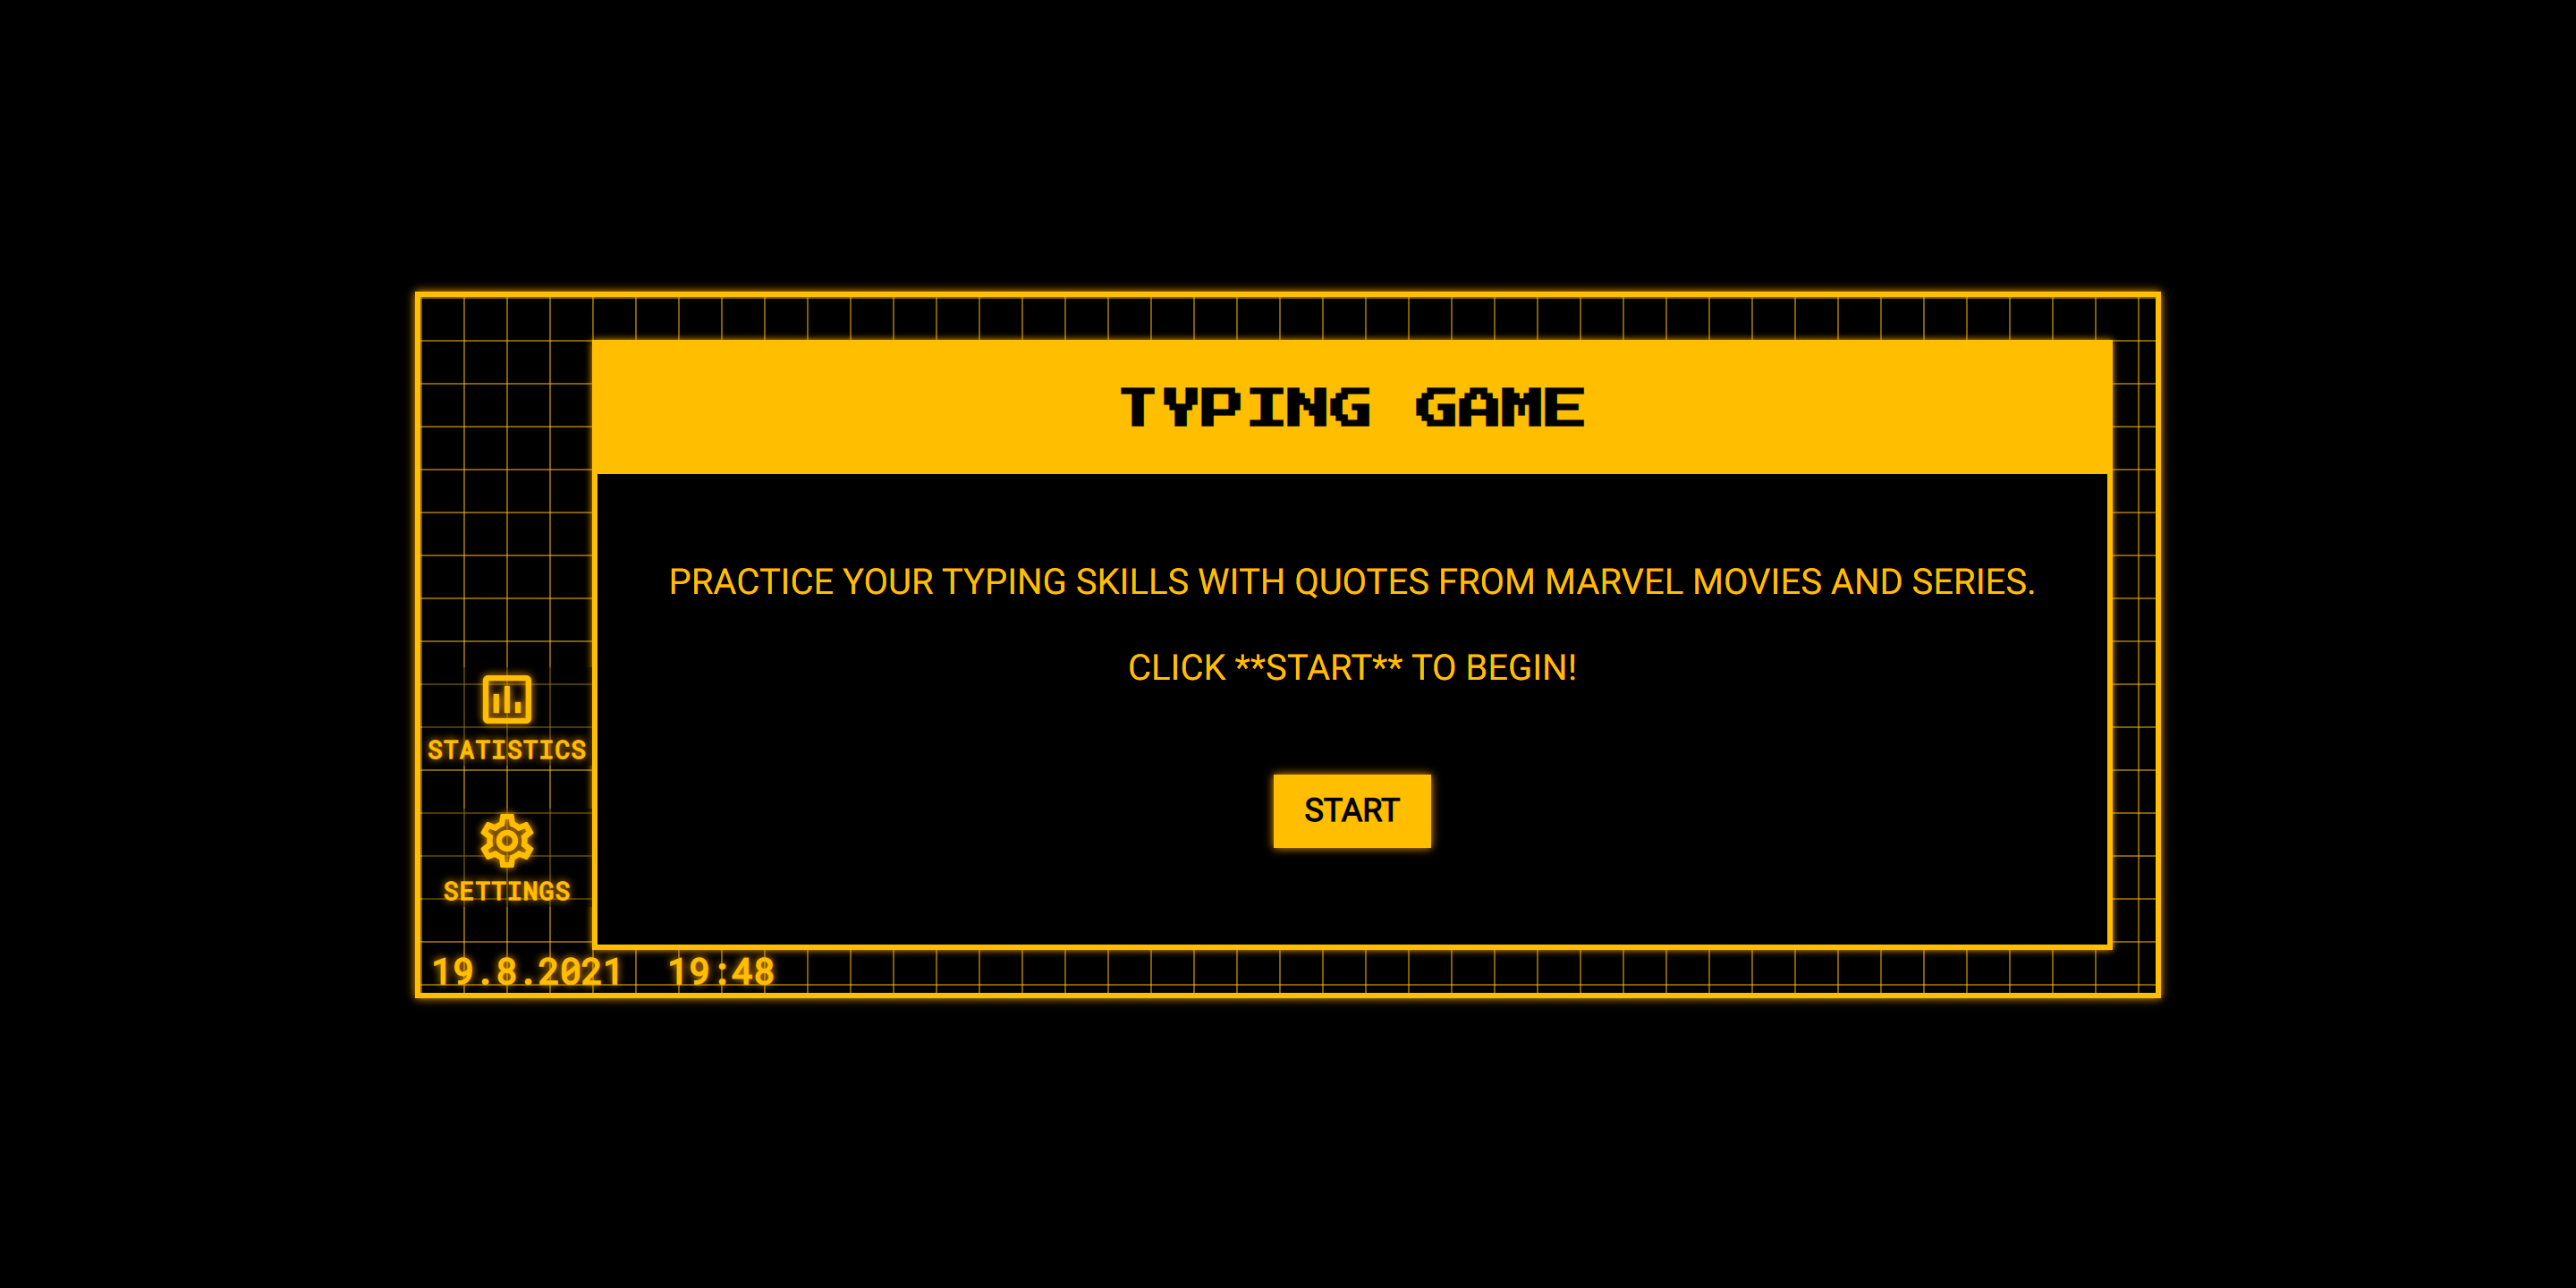 TYPING GAME
PRACTICE YOUR TYPING SKILLS WITH QUOTES FROM MARVEL MOVIES AND SERIES.
CLICK **START** TO BEGIN!
START
STATISTICS
SETTINGS
19.8.2021 19:48